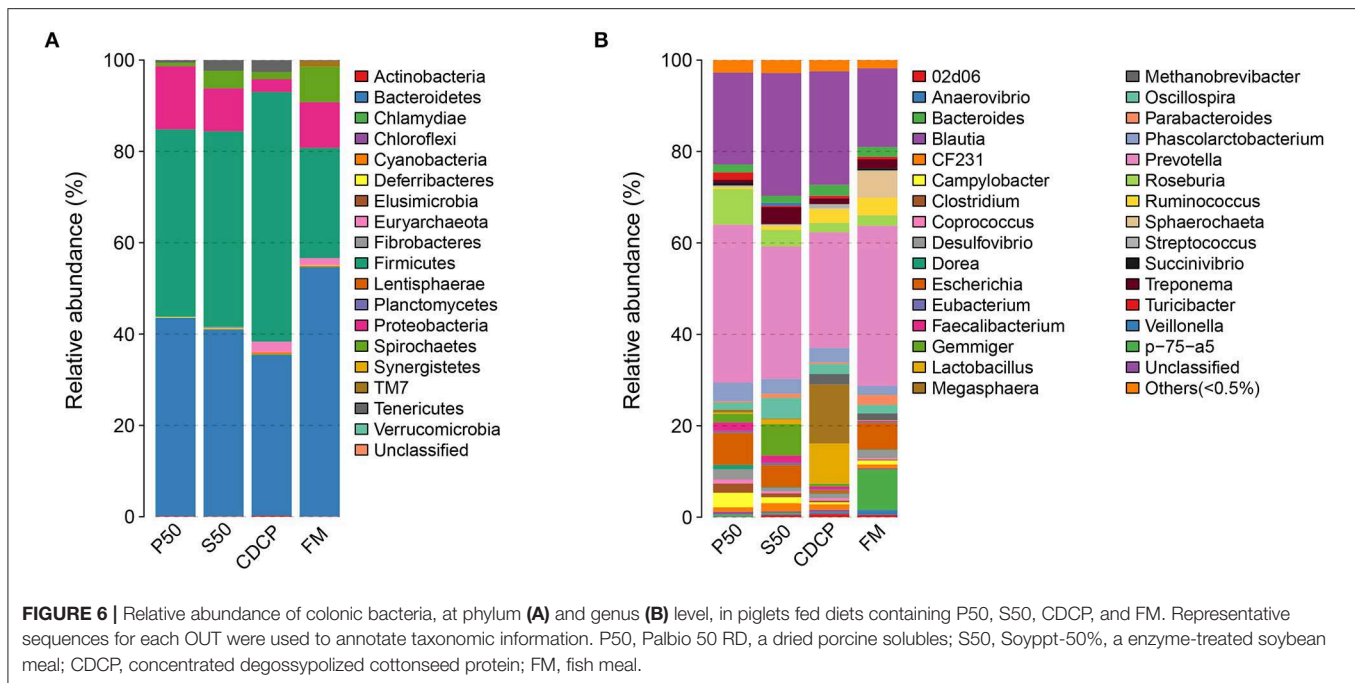 A
B
Relative abundance (%)
100
80
60
40
20
0
P50
S50
CDCP
FM
Actinobacteria
Bacteroidetes
Chlamydiae
Chloroflexi
Cyanobacteria
Deferribacteres
Elusimicrobia
Euryarchaeota
Fibrobacteres
Firmicutes
Lentisphaerae
Planctomycetes
Proteobacteria
Spirochaetes
Synergistetes
TM7
Tenericutes
Verrucomicrobia
Unclassified
Relative abundance (%)
100
80
60
40
20
0
P50
S50
CDCP
FM
02d06
Anaerovibrio
Bacteroides
Blautia
CF231
Campylobacter
Clostridium
Coprococcus
Desulfovibrio
Dorea
Escherichia
Eubacterium
Faecalibacterium
Gemmiger
Lactobacillus
Megasphaera
Methanobrevibacter
Oscillospira
Parabacteroides
Phascolarctobacterium
Prevotella
Roseburia
Ruminococcus
Sphaerochaeta
Streptococcus
Succinivibrio
Treponema
Turicibacter
Veillonella
p−75−a5
Unclassified
Others(<0.5%)
FIGURE 6 | Relative abundance of colonic bacteria, at phylum (A) and genus (B) level, in piglets fed diets containing P50, S50, CDCP, and FM. Representative
sequences for each OUT were used to annotate taxonomic information. P50, Palbio 50 RD, a dried porcine solubles; S50, Soyppt-50%, a enzyme-treated soybean
meal; CDCP, concentrated degossypolized cottonseed protein; FM, fish meal.